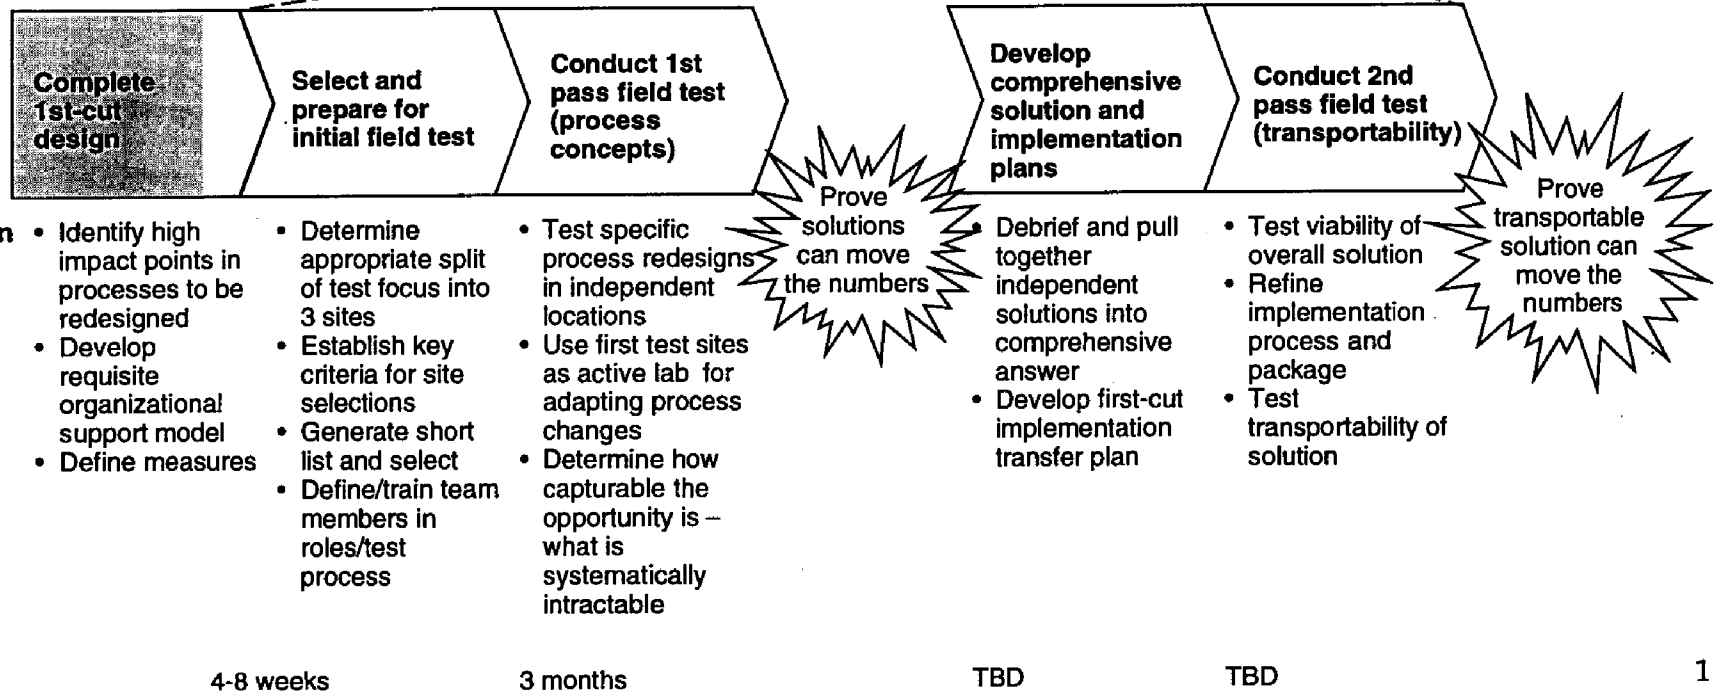 Complete
1st-cut
design
Select and
prepare for
initial field test
Conduct 1st
pass field test
(process
concepts)
Prove
solutions
can move
the numbers
Develop
comprehensive
solution and
implementation
plans
Conduct 2nd
pass field test
(transportability)
Prove
transportable
solution can
move the
numbers
n
• Identify high
impact points in
processes to be
redesigned
• Develop
requisite
organizational
support model
• Define measures
• Determine
appropriate split
of test focus into
3 sites
• Establish key
criteria for site
selections
• Generate short
list and select
• Define/train team
members in
roles/test
process
• Test specific
process redesigns
in independent
locations
• Use first test sites
as active lab for
adapting process
changes
• Determine how
capturable the
opportunity is –
what is
systematically
intractable
• Debrief and pull
together
independent
solutions into
comprehensive
answer
• Develop first-cut
implementation
transfer plan
• Test viability of
overall solution
• Refine
implementation
process and
package
• Test
transportability of
solution
4-8 weeks
3 months
TBD
TBD
1